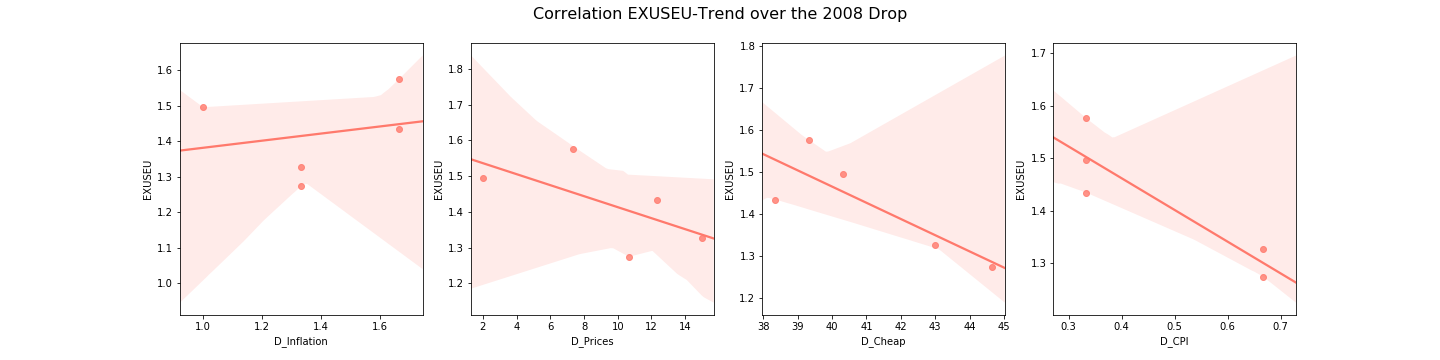 Correlation EXUSEU-Trend over the 2008 Drop
EXUSEU
1.6
1.5
1.4
1.3
1.2
1.1
1.0
1.0 1.2 1.4 1.6
D_Inflation
EXUSEU
1.8
1.7
1.6
1.5
1.4
1.3
1.2
2 4 6 8 10 12 14
D_Prices
EXUSEU
1.8
1.7
1.6
1.5
1.4
1.3
1.2
38 39 40 41 42 43 44 45
D_Cheap
EXUSEU
1.7
1.6
1.5
1.4
1.3
0.3 0.4 0.5 0.6 0.7
D_CPI